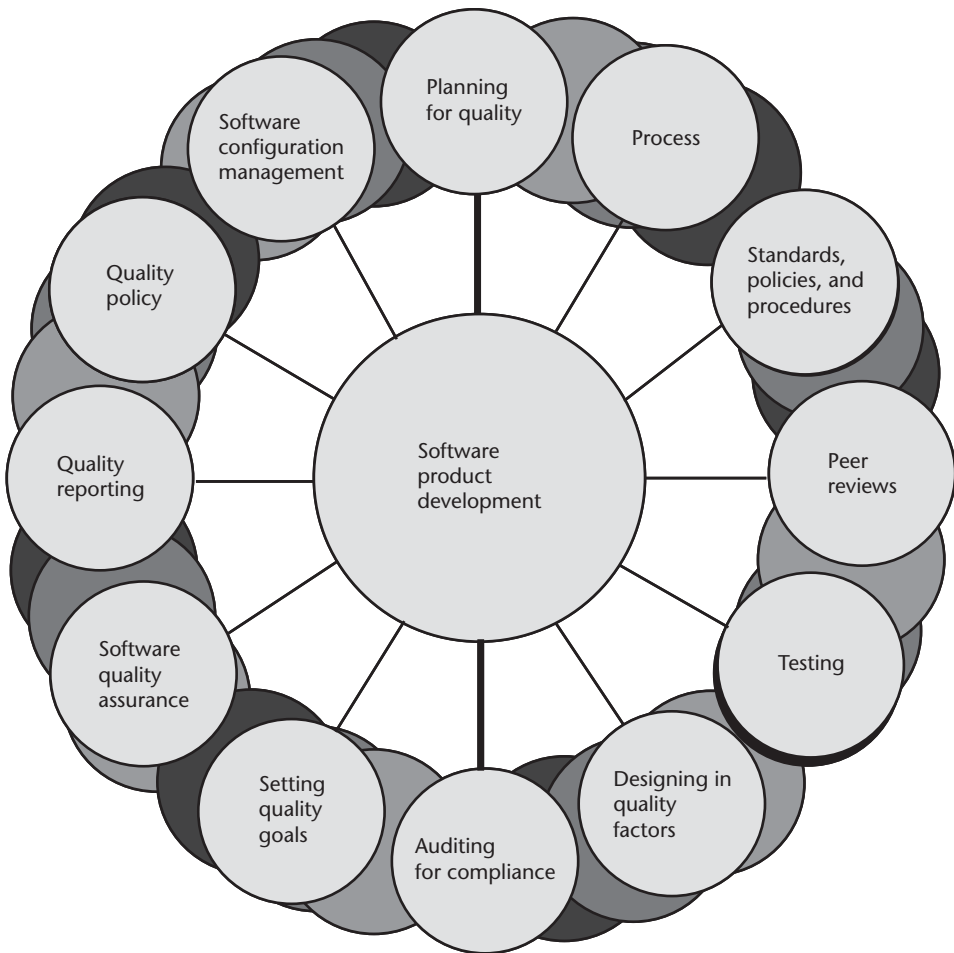 Planning
for quality
Process
Standards,
policies, and
procedures
Peer
reviews
Testing
Designing in
quality
factors
Auditing
for compliance
Setting
quality
goals
Software
quality
assurance
Quality
reporting
Quality
policy
Software
configuration
management
Software
product
development